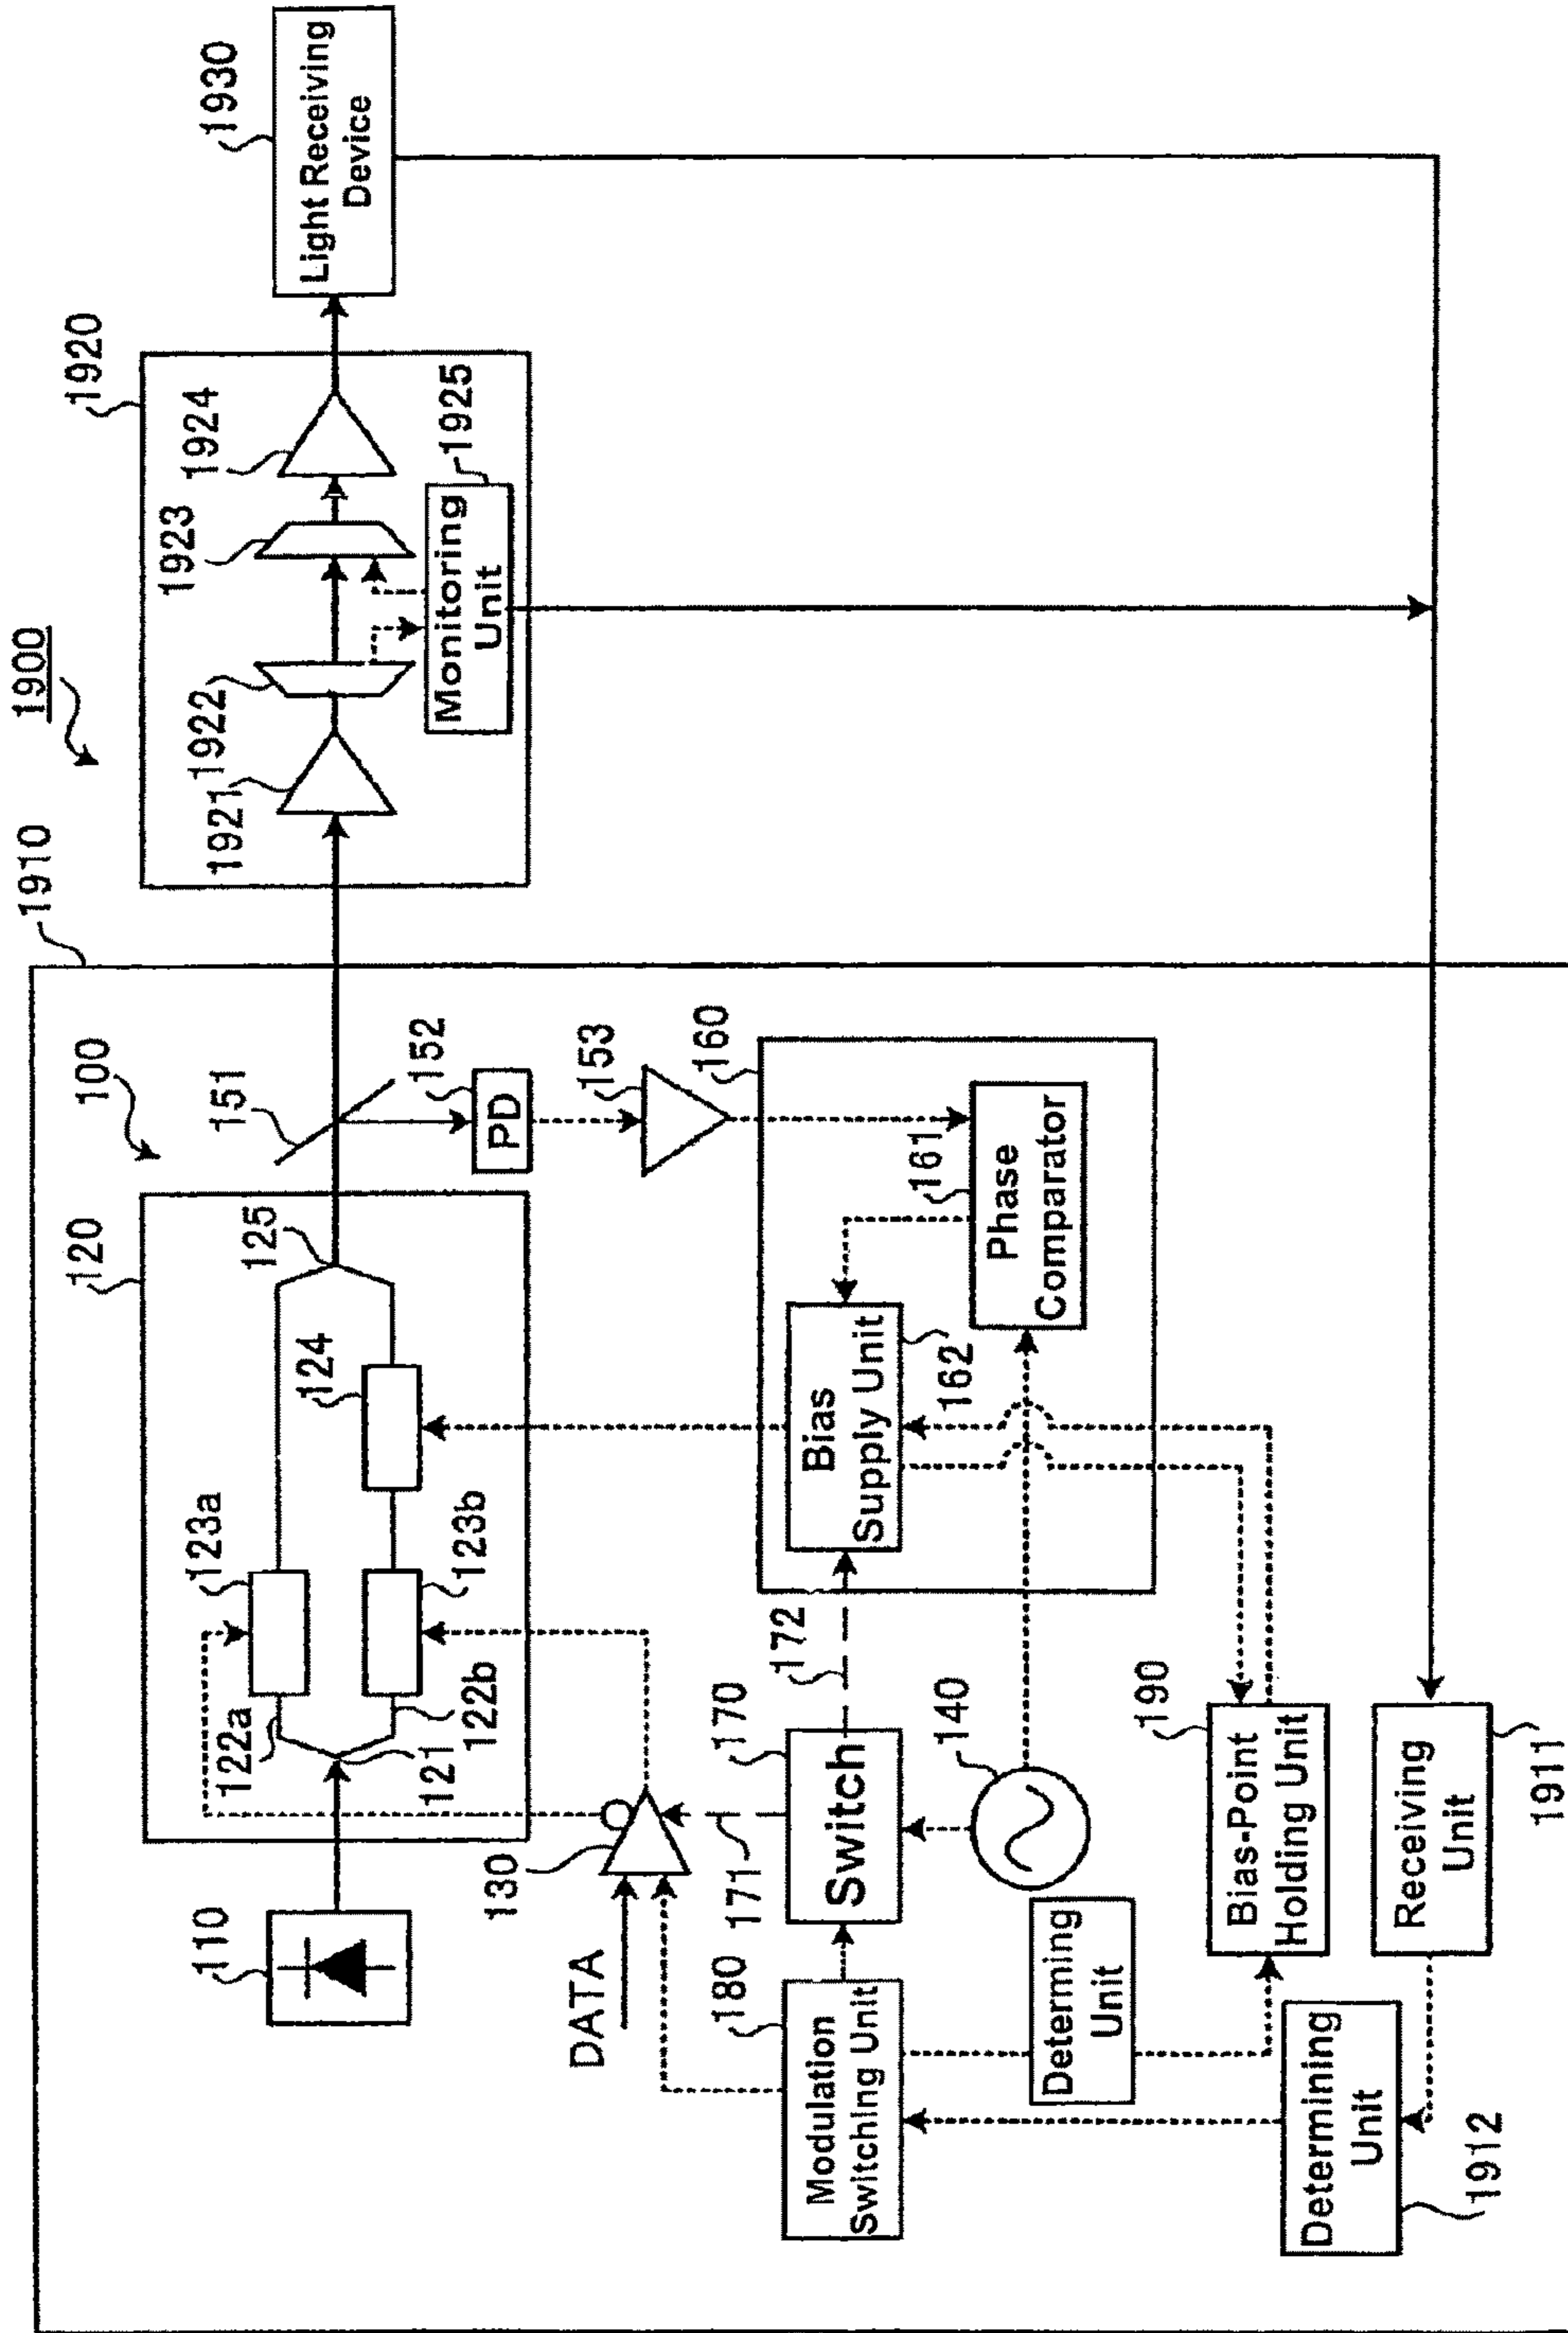 1900
1910
1920
1930
Light Receiving
Device
1921
1922
1923
1924
Monitoring
Unit
1925
100
120
110
121
122a
122b
123a
123b
124
125
151
152
PD
153
160
130
DATA
171
170
Switch
172
Bias
Supply Unit
162
161
Phase
Comparator
180
Modulation
Switching Unit
140
Determining
Unit
190
Bias-Point
Holding Unit
Determining
Unit
1912
Receiving
Unit
1911